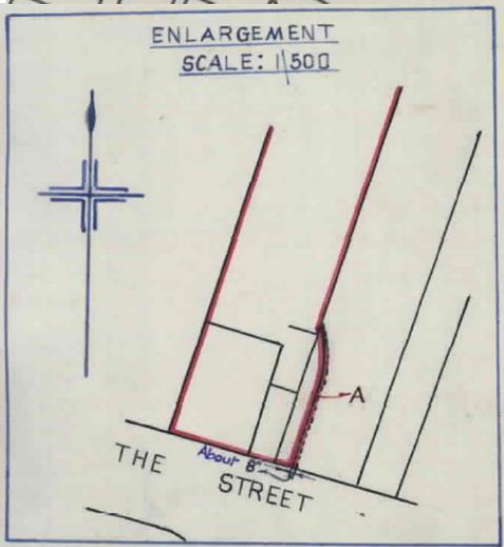 ENLARGEMENT
SCALE: 1\500
A
THE STREET
About 8"